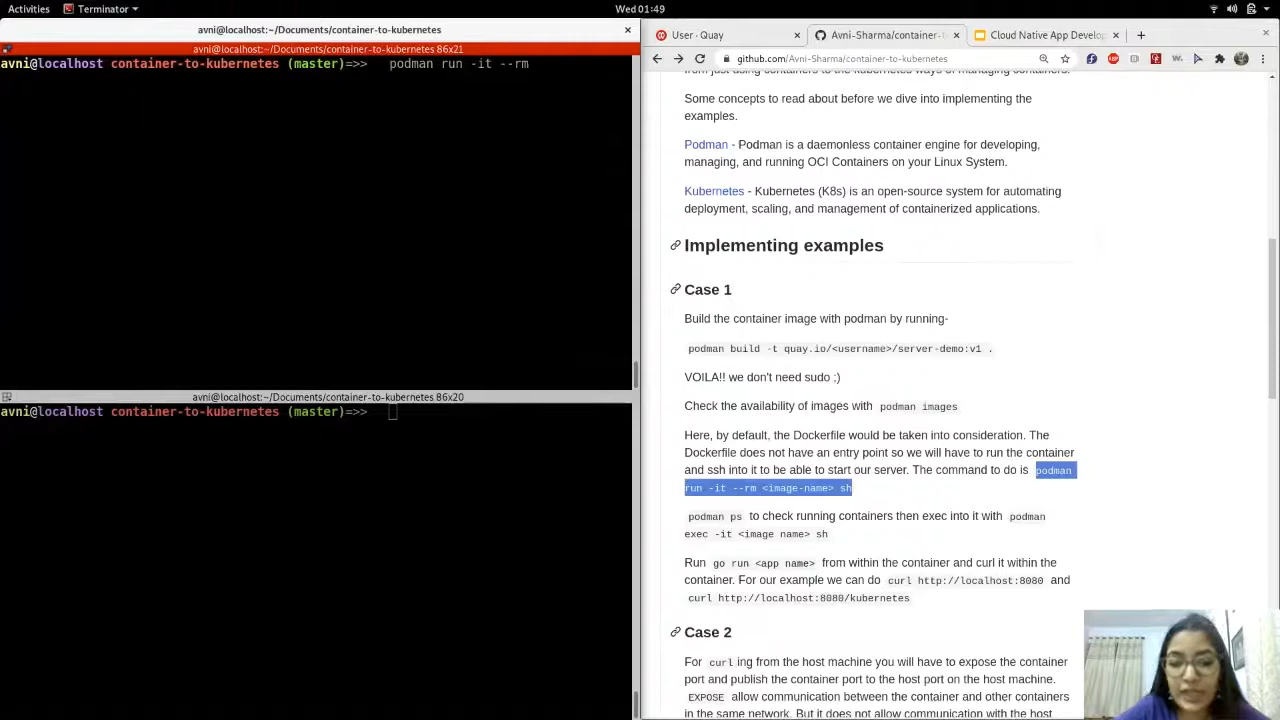 Activities Terminator Wed 01:49
avni@localhost:~/Documents/container-to-kubernetes
avni@localhost:~/Documents/container-to-kubernetes 86x21
avni@localhost container-to-kubernetes (master)=>> podman run -it --rm
avni@localhost:~/Documents/container-to-kubernetes 86x20
avni@localhost container-to-kubernetes (master)=>>
User · Quay
Avni-Sharma/container-to
Cloud Native App Develo
github.com/Avni-Sharma/container-to-kubernetes
from just using containers to the kubernetes ways of managing containers.
Some concepts to read about before we dive into implementing the
examples.
Podman - Podman is a daemonless container engine for developing,
managing, and running OCI Containers on your Linux System.
Kubernetes - Kubernetes (K8s) is an open-source system for automating
deployment, scaling, and management of containerized applications.
Implementing examples
Case 1
Build the container image with podman by running-
podman build -t quay.io/<username>/server-demo:v1 .
VOILA!! we don't need sudo ;)
Check the availability of images with podman images
Here, by default, the Dockerfile would be taken into consideration. The
Dockerfile does not have an entry point so we will have to run the container
and ssh into it to be able to start our server. The command to do is podman
run -it --rm <image-name> sh
podman ps to check running containers then exec into it with podman
exec -it <image name> sh
Run go run <app name> from within the container and curl it within the
container. For our example we can do curl http://localhost:8080 and
curl http://localhost:8080/kubernetes
Case 2
For curl ing from the host machine you will have to expose the container
port and publish the container port to the host port on the host machine.
EXPOSE allow communication between the container and other containers
in the same network. But it does not allow communication with the host